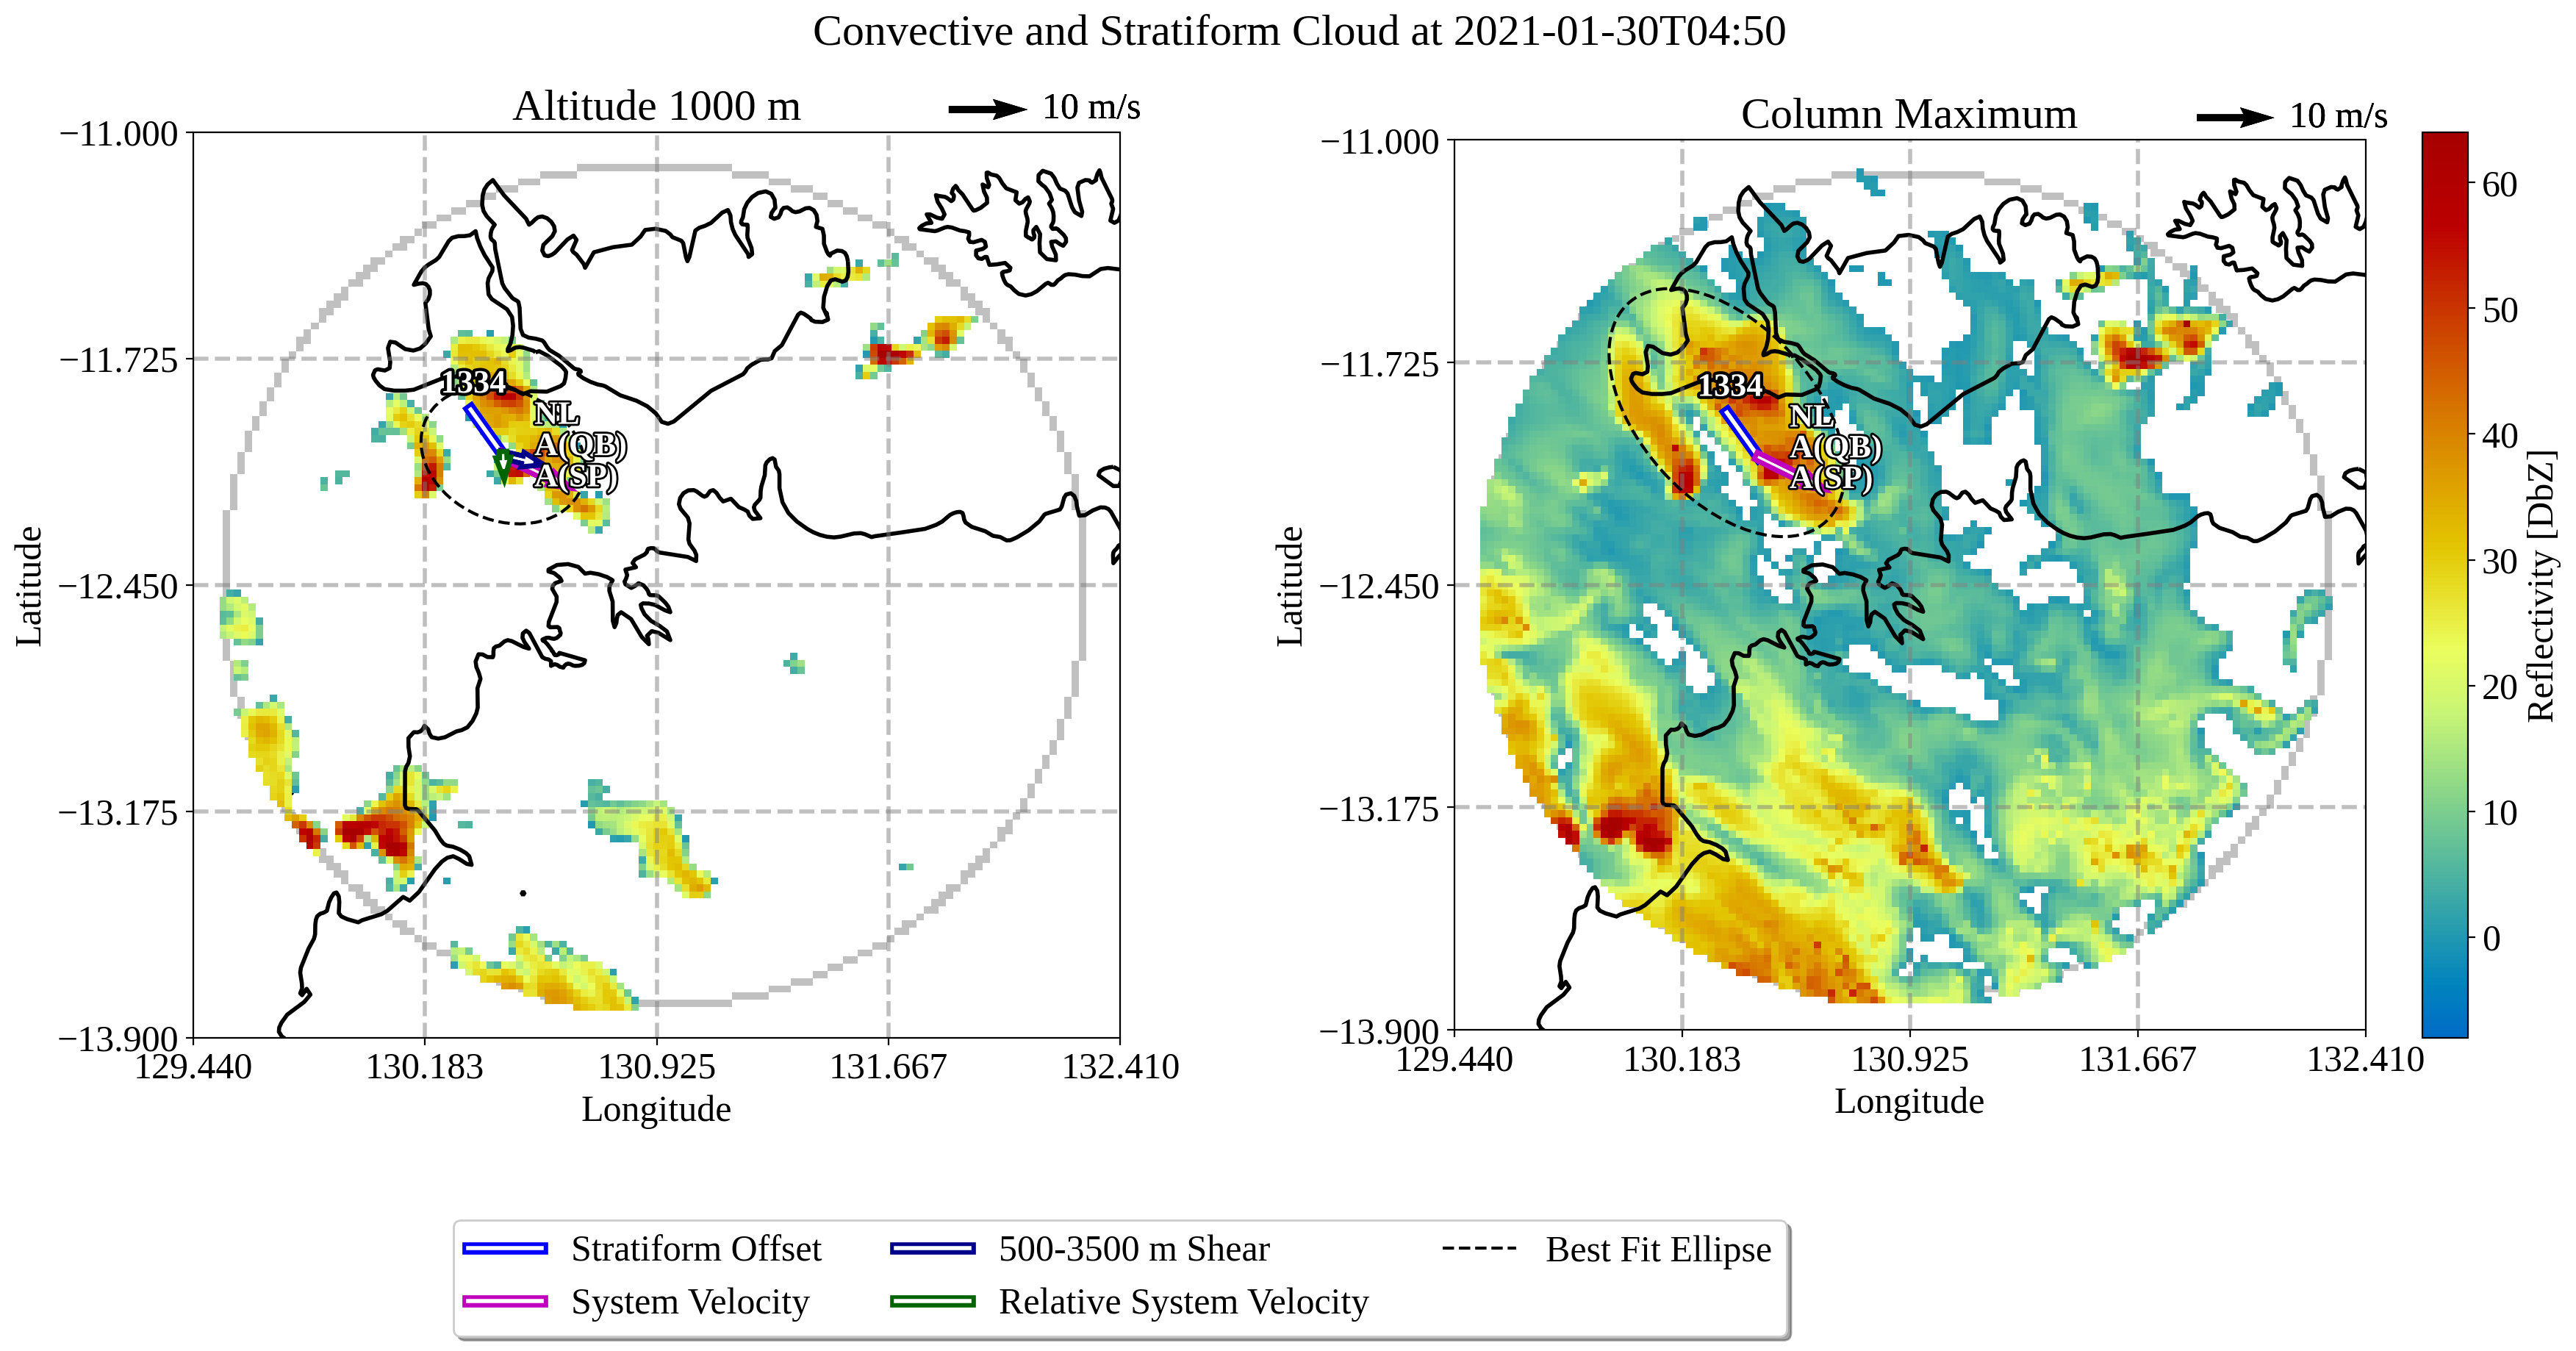 Convective and Stratiform Cloud at 2021-01-30T04:50
Altitude 1000 m
10 m/s
−11.000
−11.725
−12.450
−13.175
−13.900
Latitude
1334
NL
A(QB)
A(SP)
129.440
130.183
130.925
131.667
132.410
Longitude
Column Maximum
10 m/s
−11.000
−11.725
−12.450
−13.175
−13.900
Latitude
1334
NL
A(QB)
A(SP)
129.440
130.183
130.925
131.667
132.410
Longitude
60
50
40
30
20
10
0
Reflectivity [DbZ]
Stratiform Offset
System Velocity
500-3500 m Shear
Relative System Velocity
Best Fit Ellipse